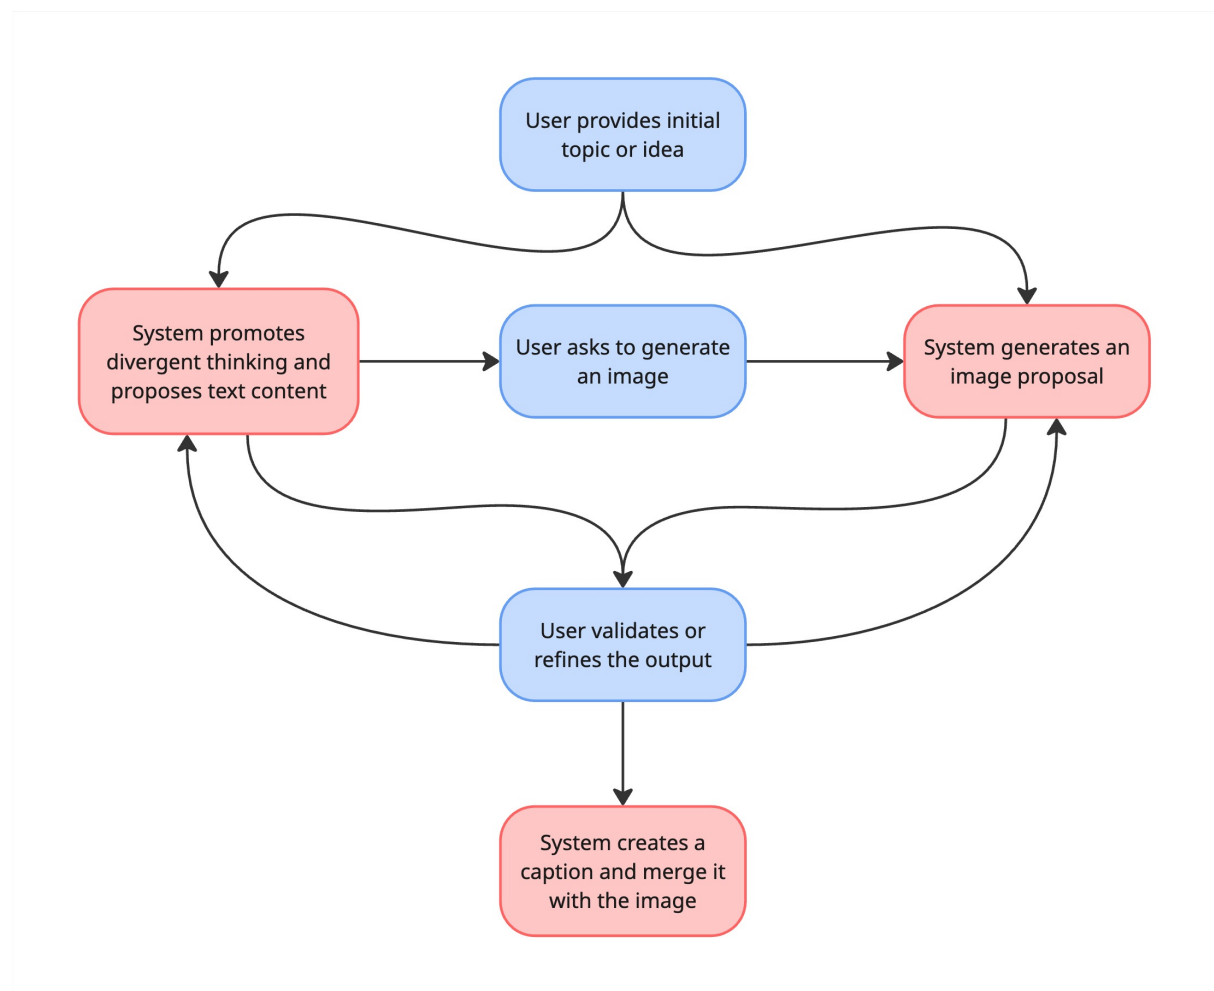 User provides initial
topic or idea
System promotes
divergent thinking and
proposes text content
User asks to generate
an image
System generates an
image proposal
User validates or
refines the output
System creates a
caption and merge it
with the image